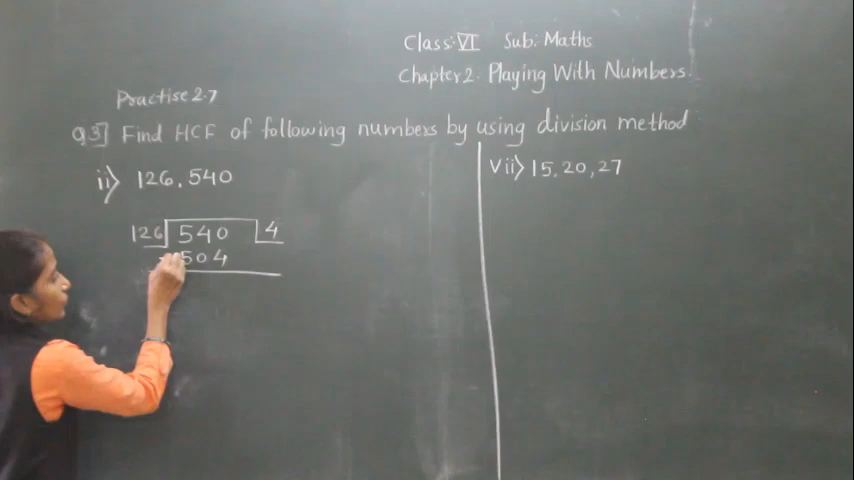 Class: VI Sub: Maths
Chapter 2. Playing With Numbers.
Practise 2.7
Q3] Find HCF of following numbers by using division method
ii) 126, 540
126 540 4
- 504
vii) 15, 20, 27